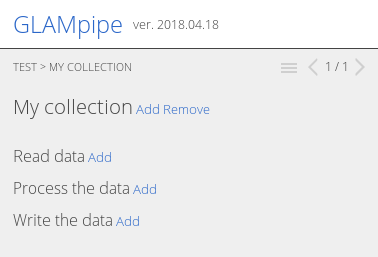 GLAMpipe ver. 2018.04.18
TEST > MY COLLECTION 1 / 1
My collection Add Remove
Read data Add
Process the data Add
Write the data Add